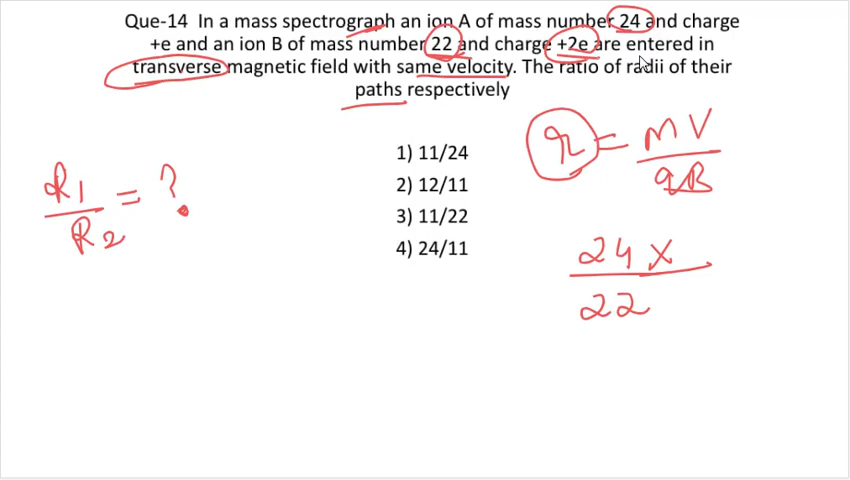 Que-14 In a mass spectrograph an ion A of mass number 24 and charge
+e and an ion B of mass number 22 and charge +2e are entered in
transverse magnetic field with same velocity. The ratio of radii of their
paths respectively
1) 11/24
2) 12/11
3) 11/22
4) 24/11
R1/R2 = ?
r = mV/qB
24 x
22